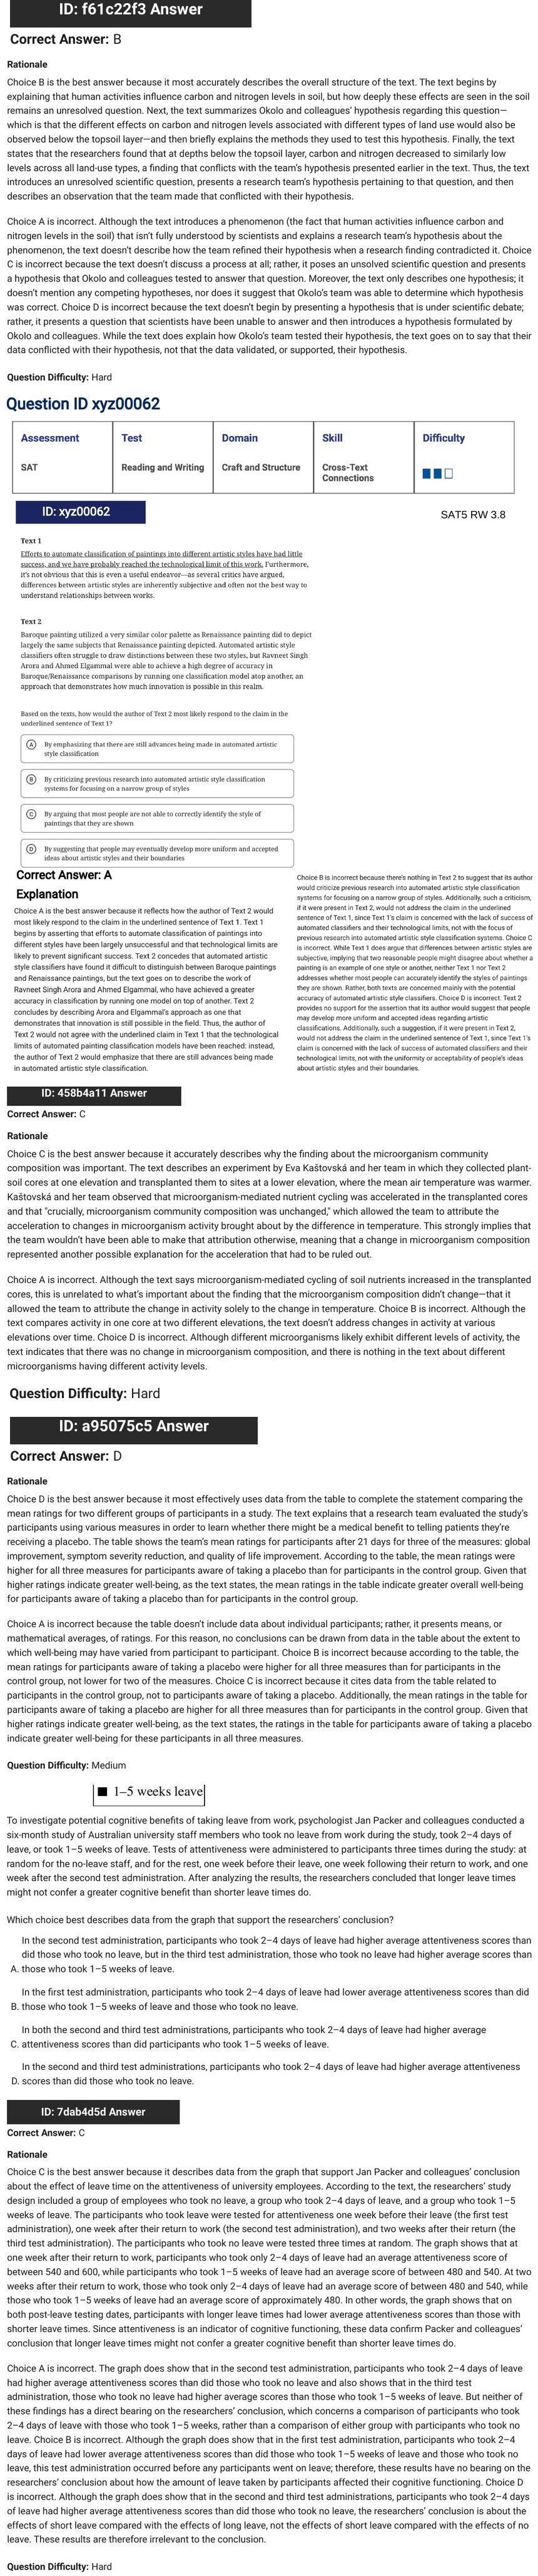 ID: f61c22f3 Answer
Correct Answer: B
Rationale
Choice B is the best answer because it most accurately describes the overall structure of the text. The text begins by
explaining that human activities influence carbon and nitrogen levels in soil, but how deeply these effects are seen in the soil
remains an unresolved question. Next, the text summarizes Okolo and colleagues’ hypothesis regarding this question—
which is that the different effects on carbon and nitrogen levels associated with different types of land use would also be
observed below the topsoil layer—and then briefly explains the methods they used to test this hypothesis. Finally, the text
states that the researchers found that at depths below the topsoil layer, carbon and nitrogen decreased to similarly low
levels across all land-use types, a finding that conflicts with the team’s hypothesis presented earlier in the text. Thus, the text
introduces an unresolved scientific question, presents a research team’s hypothesis pertaining to that question, and then
describes an observation that the team made that conflicted with their hypothesis.
Choice A is incorrect. Although the text introduces a phenomenon (the fact that human activities influence carbon and
nitrogen levels in the soil) that isn’t fully understood by scientists and explains a research team’s hypothesis about the
phenomenon, the text doesn’t describe how the team refined their hypothesis when a research finding contradicted it. Choice
C is incorrect because the text doesn’t discuss a process at all; rather, it poses an unsolved scientific question and presents
a hypothesis that Okolo and colleagues tested to answer that question. Moreover, the text only describes one hypothesis; it
doesn’t mention any competing hypotheses, nor does it suggest that Okolo’s team was able to determine which hypothesis
was correct. Choice D is incorrect because the text doesn’t begin by presenting a hypothesis that is under scientific debate;
rather, it presents a question that scientists have been unable to answer and then introduces a hypothesis formulated by
Okolo and colleagues. While the text does explain how Okolo’s team tested their hypothesis, the text goes on to say that their
data conflicted with their hypothesis, not that the data validated, or supported, their hypothesis.
Question Difficulty: Hard
Question ID xyz00062
Assessment Test Domain Skill Difficulty
SAT Reading and Writing Craft and Structure Cross-Text
Connections
ID: xyz00062
SAT5 RW 3.8
Text 1
Efforts to automate classification of paintings into different artistic styles have had little
success, and we have probably reached the technological limit of this work. Furthermore,
it's not obvious that this is even a useful endeavor—as several critics have argued,
differences between artistic styles are inherently subjective and often not the best way to
understand relationships between works.
Text 2
Baroque painting utilized a very similar color palette as Renaissance painting did to depict
largely the same subjects that Renaissance painting depicted. Automated artistic style
classifiers often struggle to draw distinctions between these two styles, but Ravneet Singh
Arora and Ahmed Elgammal were able to achieve a high degree of accuracy in
Baroque/Renaissance comparisons by running one classification model atop another, an
approach that demonstrates how much innovation is possible in this realm.
Based on the texts, how would the author of Text 2 most likely respond to the claim in the
underlined sentence of Text 1?
A By emphasizing that there are still advances being made in automated artistic
style classification
B By criticizing previous research into automated artistic style classification
systems for focusing on a narrow group of styles
C By arguing that most people are not able to correctly identify the style of
paintings that they are shown
D By suggesting that people may eventually develop more uniform and accepted
ideas about artistic styles and their boundaries
Correct Answer: A
Explanation
Choice A is the best answer because it reflects how the author of Text 2 would
most likely respond to the claim in the underlined sentence of Text 1. Text 1
begins by asserting that efforts to automate classification of paintings into
different styles have been largely unsuccessful and that technological limits are
likely to prevent significant success. Text 2 concedes that automated artistic
style classifiers have found it difficult to distinguish between Baroque paintings
and Renaissance paintings, but the text goes on to describe the work of
Ravneet Singh Arora and Ahmed Elgammal, who have achieved a greater
accuracy in classification by running one model on top of another. Text 2
concludes by describing Arora and Elgammal's approach as one that
demonstrates that innovation is still possible in the field. Thus, the author of
Text 2 would not agree with the underlined claim in Text 1 that the technological
limits of automated painting classification models have been reached: instead,
the author of Text 2 would emphasize that there are still advances being made
in automated artistic style classification.
Choice B is incorrect because there's nothing in Text 2 to suggest that its author
would criticize previous research into automated artistic style classification
systems for focusing on a narrow group of styles. Additionally, such a criticism,
if it were present in Text 2, would not address the claim in the underlined
sentence of Text 1, since Text 1's claim is concerned with the lack of success of
automated classifiers and their technological limits, not with the focus of
previous research into automated artistic style classification systems. Choice C
is incorrect. While Text 1 does argue that differences between artistic styles are
subjective, implying that two reasonable people might disagree about whether a
painting is an example of one style or another, neither Text 1 nor Text 2
addresses whether most people can accurately identify the styles of paintings
they are shown. Rather, both texts are concerned mainly with the potential
accuracy of automated artistic style classifiers. Choice D is incorrect. Text 2
provides no support for the assertion that its author would suggest that people
may develop more uniform and accepted ideas regarding artistic
classifications. Additionally, such a suggestion, if it were present in Text 2,
would not address the claim in the underlined sentence of Text 1, since Text 1's
claim is concerned with the lack of success of automated classifiers and their
technological limits, not with the uniformity or acceptability of people's ideas
about artistic styles and their boundaries.
ID: 458b4a11 Answer
Correct Answer: C
Rationale
Choice C is the best answer because it accurately describes why the finding about the microorganism community
composition was important. The text describes an experiment by Eva Kaštovská and her team in which they collected plant-
soil cores at one elevation and transplanted them to sites at a lower elevation, where the mean air temperature was warmer.
Kaštovská and her team observed that microorganism-mediated nutrient cycling was accelerated in the transplanted cores
and that "crucially, microorganism community composition was unchanged," which allowed the team to attribute the
acceleration to changes in microorganism activity brought about by the difference in temperature. This strongly implies that
the team wouldn’t have been able to make that attribution otherwise, meaning that a change in microorganism composition
represented another possible explanation for the acceleration that had to be ruled out.
Choice A is incorrect. Although the text says microorganism-mediated cycling of soil nutrients increased in the transplanted
cores, this is unrelated to what’s important about the finding that the microorganism composition didn’t change—that it
allowed the team to attribute the change in activity solely to the change in temperature. Choice B is incorrect. Although the
text compares activity in one core at two different elevations, the text doesn’t address changes in activity at various
elevations over time. Choice D is incorrect. Although different microorganisms likely exhibit different levels of activity, the
text indicates that there was no change in microorganism composition, and there is nothing in the text about different
microorganisms having different activity levels.
Question Difficulty: Hard
ID: a95075c5 Answer
Correct Answer: D
Rationale
Choice D is the best answer because it most effectively uses data from the table to complete the statement comparing the
mean ratings for two different groups of participants in a study. The text explains that a research team evaluated the study’s
participants using various measures in order to learn whether there might be a medical benefit to telling patients they’re
receiving a placebo. The table shows the team’s mean ratings for participants after 21 days for three of the measures: global
improvement, symptom severity reduction, and quality of life improvement. According to the table, the mean ratings were
higher for all three measures for participants aware of taking a placebo than for participants in the control group. Given that
higher ratings indicate greater well-being, as the text states, the mean ratings in the table indicate greater overall well-being
for participants aware of taking a placebo than for participants in the control group.
Choice A is incorrect because the table doesn’t include data about individual participants; rather, it presents means, or
mathematical averages, of ratings. For this reason, no conclusions can be drawn from data in the table about the extent to
which well-being may have varied from participant to participant. Choice B is incorrect because according to the table, the
mean ratings for participants aware of taking a placebo were higher for all three measures than for participants in the
control group, not lower for two of the measures. Choice C is incorrect because it cites data from the table related to
participants in the control group, not to participants aware of taking a placebo. Additionally, the mean ratings in the table for
participants aware of taking a placebo are higher for all three measures than for participants in the control group. Given that
higher ratings indicate greater well-being, as the text states, the ratings in the table for participants aware of taking a placebo
indicate greater well-being for these participants in all three measures.
Question Difficulty: Medium
1–5 weeks leave
To investigate potential cognitive benefits of taking leave from work, psychologist Jan Packer and colleagues conducted a
six-month study of Australian university staff members who took no leave from work during the study, took 2–4 days of
leave, or took 1–5 weeks of leave. Tests of attentiveness were administered to participants three times during the study: at
random for the no-leave staff, and for the rest, one week before their leave, one week following their return to work, and one
week after the second test administration. After analyzing the results, the researchers concluded that longer leave times
might not confer a greater cognitive benefit than shorter leave times do.
Which choice best describes data from the graph that support the researchers’ conclusion?
In the second test administration, participants who took 2–4 days of leave had higher average attentiveness scores than
did those who took no leave, but in the third test administration, those who took no leave had higher average scores than
A. those who took 1–5 weeks of leave.
In the first test administration, participants who took 2–4 days of leave had lower average attentiveness scores than did
B. those who took 1–5 weeks of leave and those who took no leave.
In both the second and third test administrations, participants who took 2–4 days of leave had higher average
C. attentiveness scores than did participants who took 1–5 weeks of leave.
In the second and third test administrations, participants who took 2–4 days of leave had higher average attentiveness
D. scores than did those who took no leave.
ID: 7dab4d5d Answer
Correct Answer: C
Rationale
Choice C is the best answer because it describes data from the graph that support Jan Packer and colleagues’ conclusion
about the effect of leave time on the attentiveness of university employees. According to the text, the researchers’ study
design included a group of employees who took no leave, a group who took 2–4 days of leave, and a group who took 1–5
weeks of leave. The participants who took leave were tested for attentiveness one week before their leave (the first test
administration), one week after their return to work (the second test administration), and two weeks after their return (the
third test administration). The participants who took no leave were tested three times at random. The graph shows that at
one week after their return to work, participants who took only 2–4 days of leave had an average attentiveness score of
between 540 and 600, while participants who took 1–5 weeks of leave had an average score of between 480 and 540. At two
weeks after their return to work, those who took only 2–4 days of leave had an average score of between 480 and 540, while
those who took 1–5 weeks of leave had an average score of approximately 480. In other words, the graph shows that on
both post-leave testing dates, participants with longer leave times had lower average attentiveness scores than those with
shorter leave times. Since attentiveness is an indicator of cognitive functioning, these data confirm Packer and colleagues’
conclusion that longer leave times might not confer a greater cognitive benefit than shorter leave times do.
Choice A is incorrect. The graph does show that in the second test administration, participants who took 2–4 days of leave
had higher average attentiveness scores than did those who took no leave and also shows that in the third test
administration, those who took no leave had higher average scores than those who took 1–5 weeks of leave. But neither of
these findings has a direct bearing on the researchers’ conclusion, which concerns a comparison of participants who took
2–4 days of leave with those who took 1–5 weeks, rather than a comparison of either group with participants who took no
leave. Choice B is incorrect. Although the graph does show that in the first test administration, participants who took 2–4
days of leave had lower average attentiveness scores than did those who took 1–5 weeks of leave and those who took no
leave, this test administration occurred before any participants went on leave; therefore, these results have no bearing on the
researchers’ conclusion about how the amount of leave taken by participants affected their cognitive functioning. Choice D
is incorrect. Although the graph does show that in the second and third test administrations, participants who took 2–4 days
of leave had higher average attentiveness scores than did those who took no leave, the researchers’ conclusion is about the
effects of short leave compared with the effects of long leave, not the effects of short leave compared with the effects of no
leave. These results are therefore irrelevant to the conclusion.
Question Difficulty: Hard